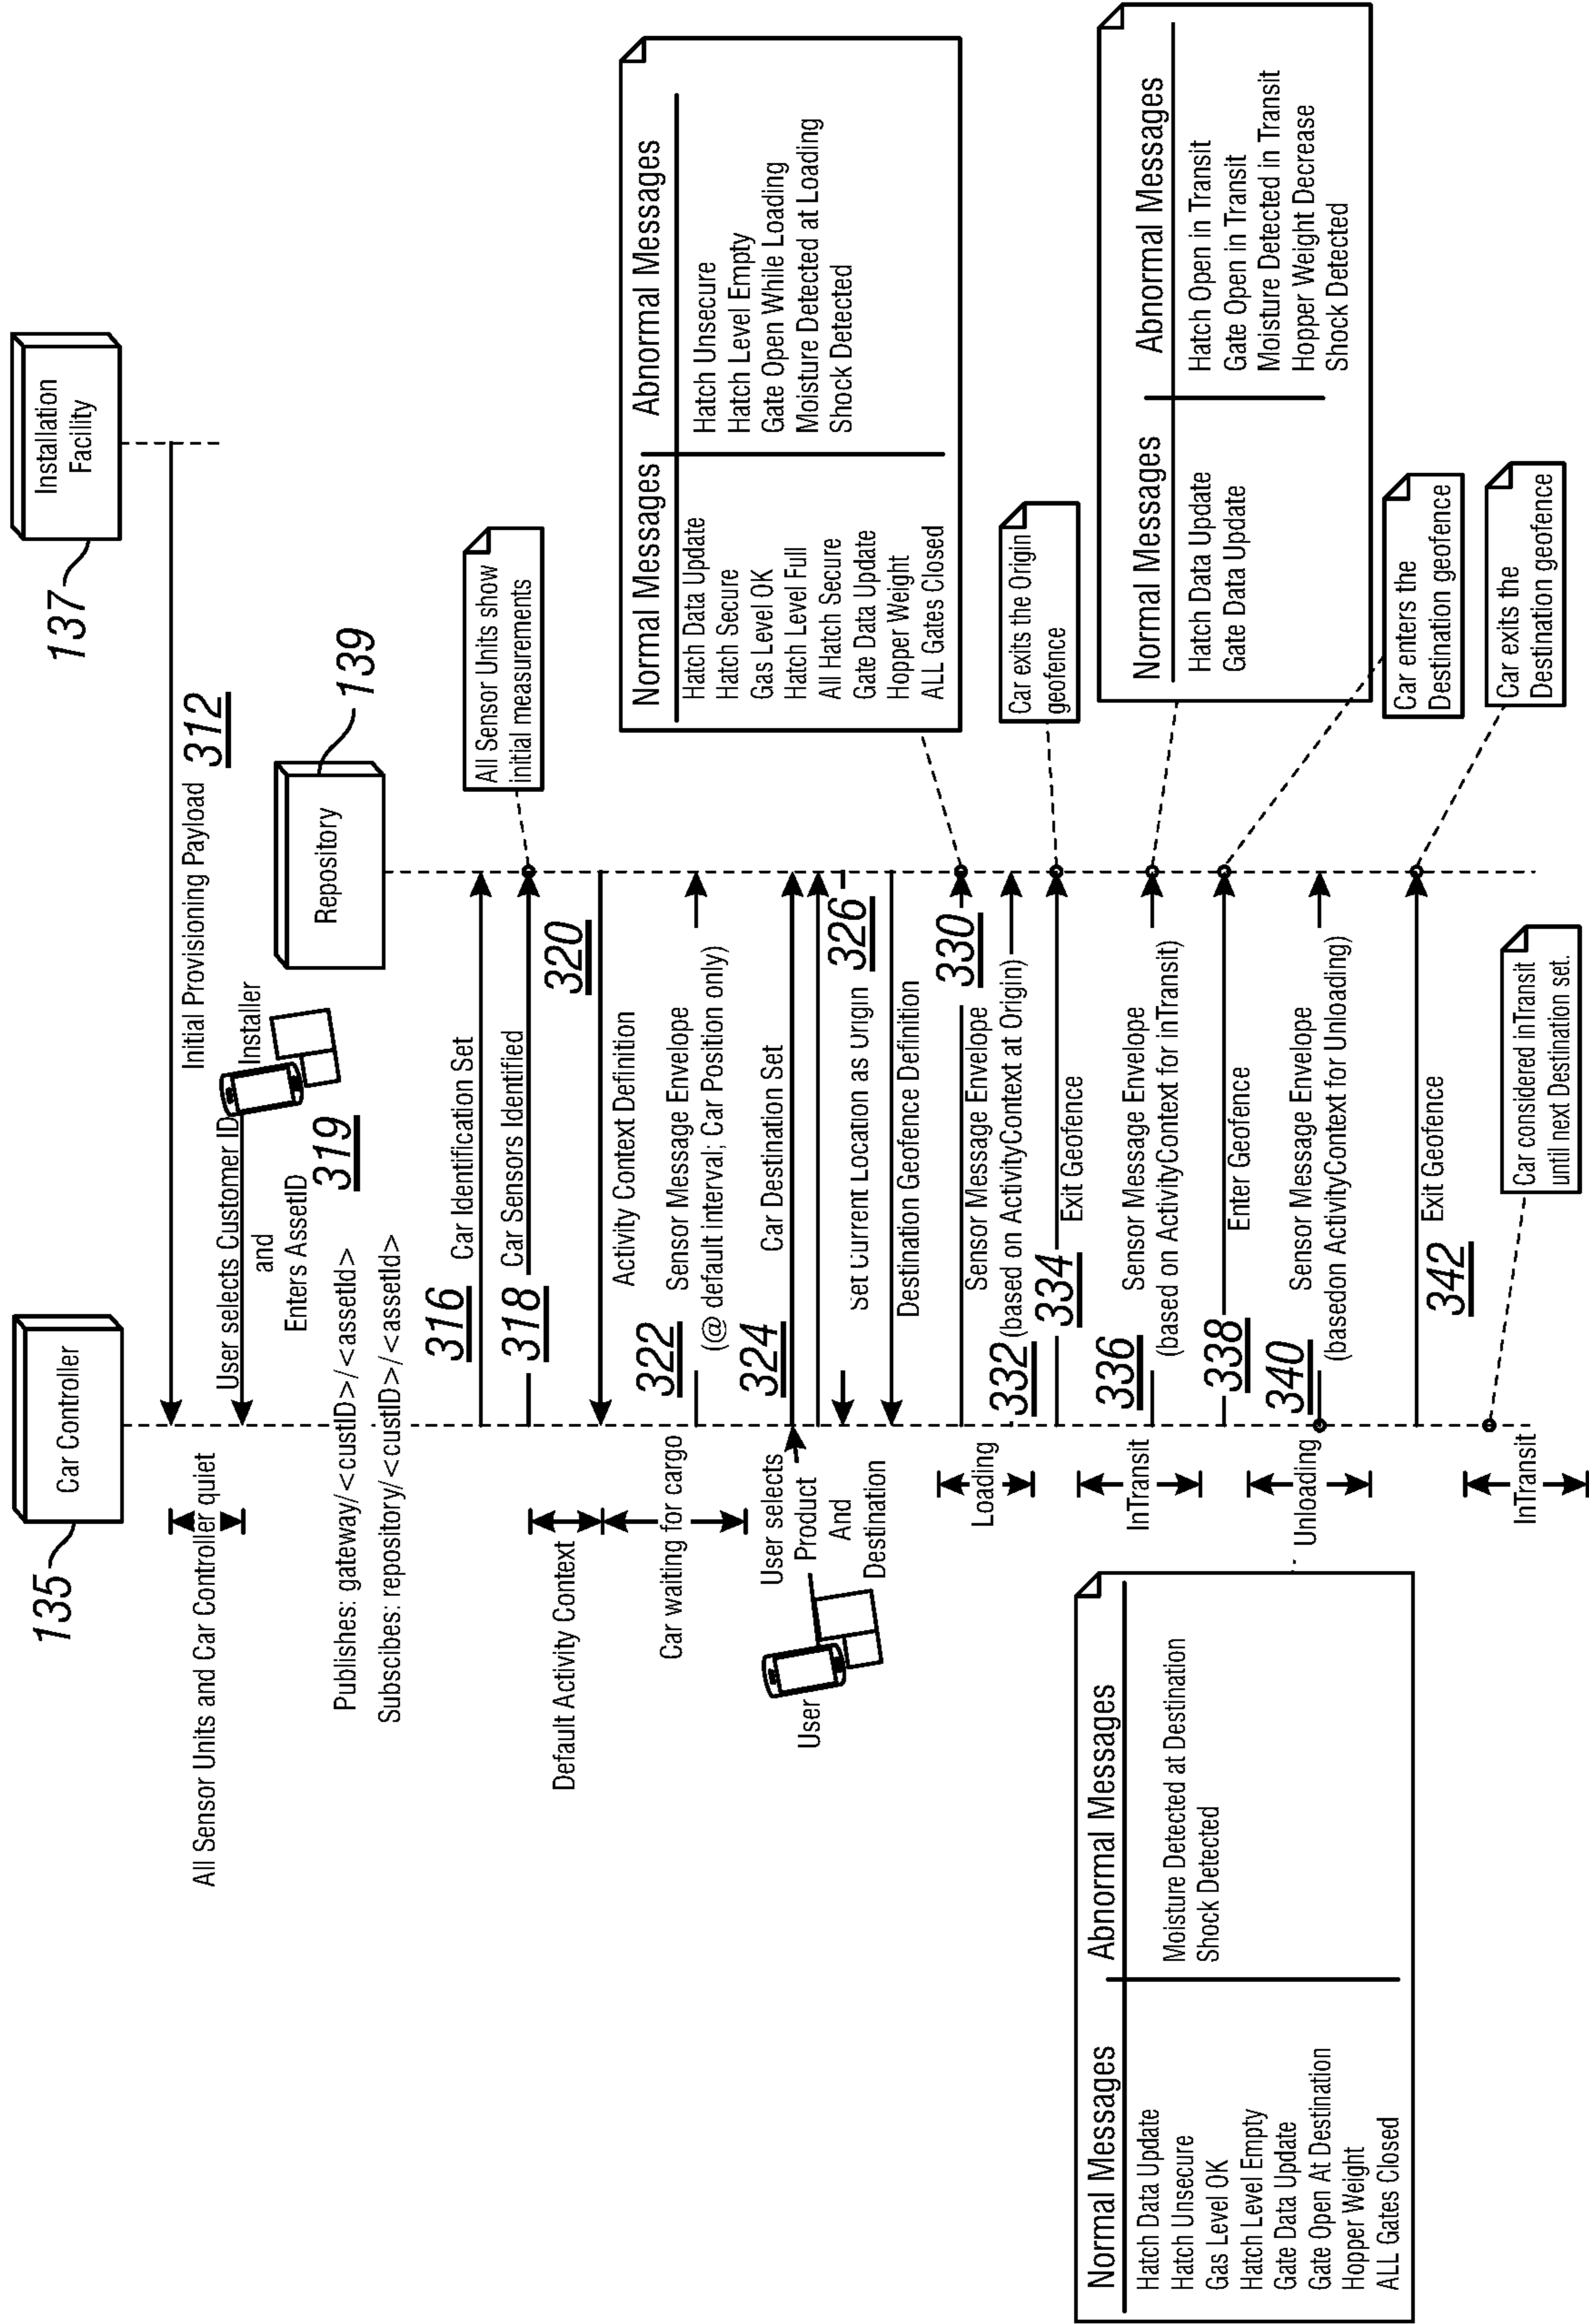 Car Controller
135
Installation
Facility
137
Initial Provisioning Payload
312
All Sensor Units and Car Controller quiet
User selects Customer ID
and
Enters AssetID
Installer
319
Repository
139
Publishes: gateway/<custID>/<assetId>
Subscibes: repository/<custID>/<assetId>
316
Car Identification Set
318
Car Sensors Identified
All Sensor Units show
initial measurements
320
Default Activity Context
Activity Context Definition
Car waiting for cargo
322
Sensor Message Envelope
(@ default interval; Car Position only)
324
Car Destination Set
User selects
Product
And
Destination
User
326
Set Current Location as Origin
Destination Geofence Definition
330
Normal Messages
Abnormal Messages
Hatch Data Update
Hatch Secure
Gas Level OK
Hatch Level Full
All Hatch Secure
Gate Data Update
Hopper Weight
ALL Gates Closed
Hatch Unsecure
Hatch Level Empty
Gate Open While Loading
Moisture Detected at Loading
Shock Detected
Loading
Sensor Message Envelope
332
(based on ActivityContext at Origin)
334
Exit Geofence
Car exits the Origin
geofence
InTransit
336
Sensor Message Envelope
(based on ActivityContext for inTransit)
Normal Messages
Abnormal Messages
Hatch Data Update
Gate Data Update
Hatch Open in Transit
Gate Open in Transit
Moisture Detected in Transit
Hopper Weight Decrease
Shock Detected
338
Enter Geofence
Car enters the
Destination geofence
Unloading
340
Sensor Message Envelope
(basedon ActivityContext for Unloading)
Normal Messages
Abnormal Messages
Hatch Data Update
Hatch Unsecure
Gas Level OK
Hatch Level Empty
Gate Data Update
Gate Open At Destination
Hopper Weight
ALL Gates Closed
Moisture Detected at Destination
Shock Detected
342
Exit Geofence
Car exits the
Destination geofence
InTransit
Car considered inTransit
until next Destination set.